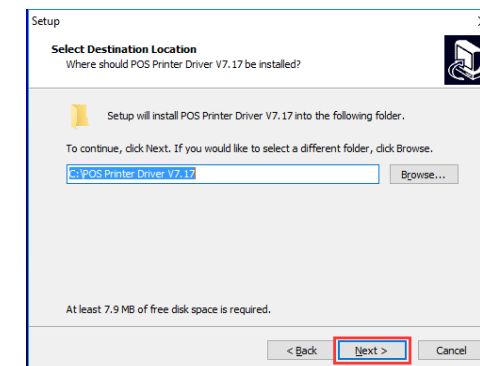 Setup
Select Destination Location
Where should POS Printer Driver V7.17 be installed?
Setup will install POS Printer Driver V7.17 into the following folder.
To continue, click Next. If you would like to select a different folder, click Browse.
C:\POS Printer Driver V7.17
Browse...
At least 7.9 MB of free disk space is required.
< Back Next > Cancel